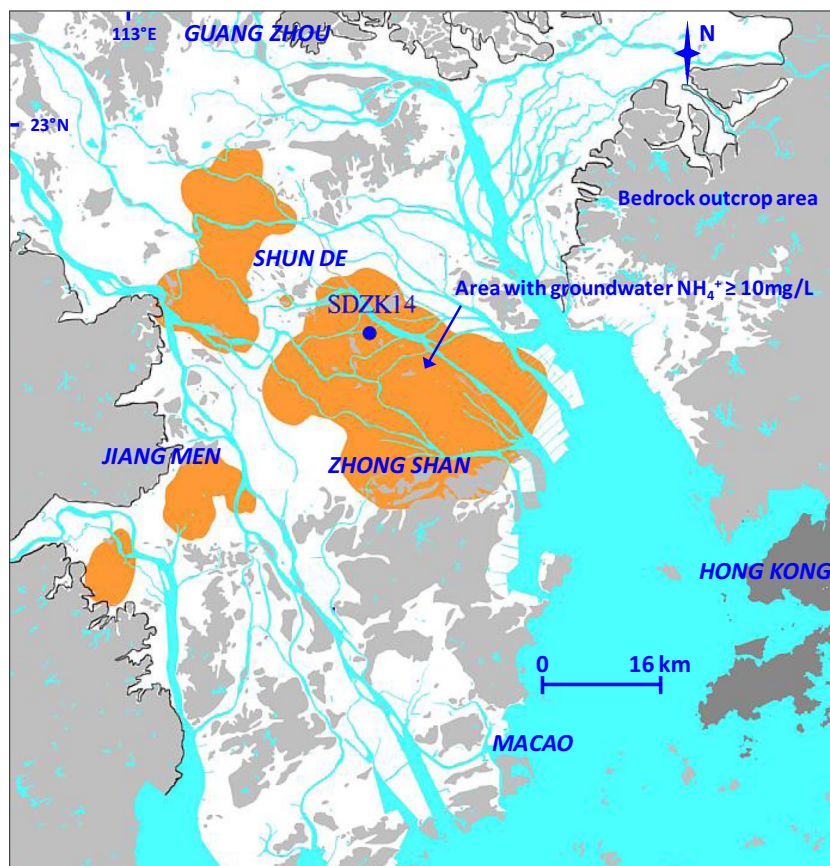 GUANG ZHOU
113°E
N
23°N
Bedrock outcrop area
SHUN DE
Area with groundwater NH₄⁺ ≥ 10mg/L
SDZK14
JIANG MEN
ZHONG SHAN
HONG KONG
0 16 km
MACAO